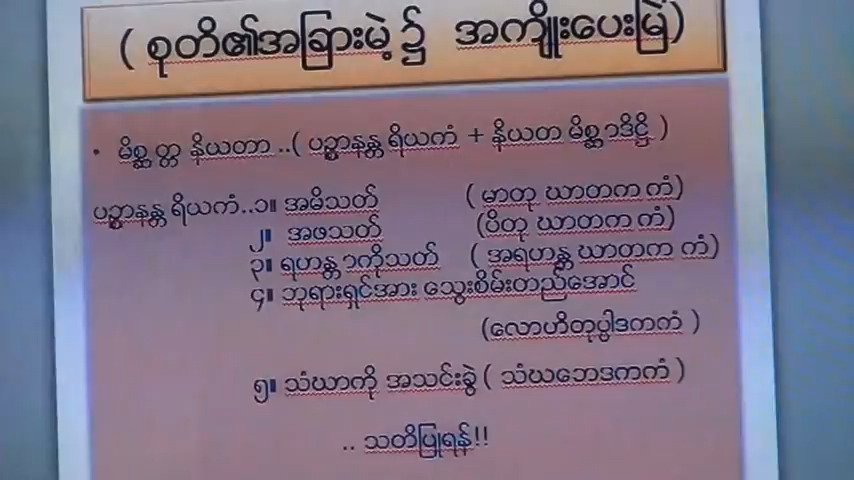 ( စုတိ၏အခြားမဲ့၌ အကျိုးပေးမြဲ)
• မိစ္ဆတ္တ နိယတာ ..( ပဉ္စာနန္တ ရိယကံ + နိယတ မိစ္ဆာဒိဋ္ဌိ )
ပဉ္စာနန္တ ရိယကံ..၁။ အမိသတ် ( မာတု ဃာတက ကံ)
၂။ အဖသတ် (ပိတု ဃာတက ကံ)
၃။ ရဟန္တာကိုသတ် ( အရဟန္တ ဃာတက ကံ)
၄။ ဘုရားရှင်အား သွေးစိမ်းတည်အောင်
(လောဟိတုပ္ပါဒကကံ )
၅။ သံဃာကို အသင်းခွဲ ( သံဃဘေဒကကံ )
.. သတိပြုရန်!!